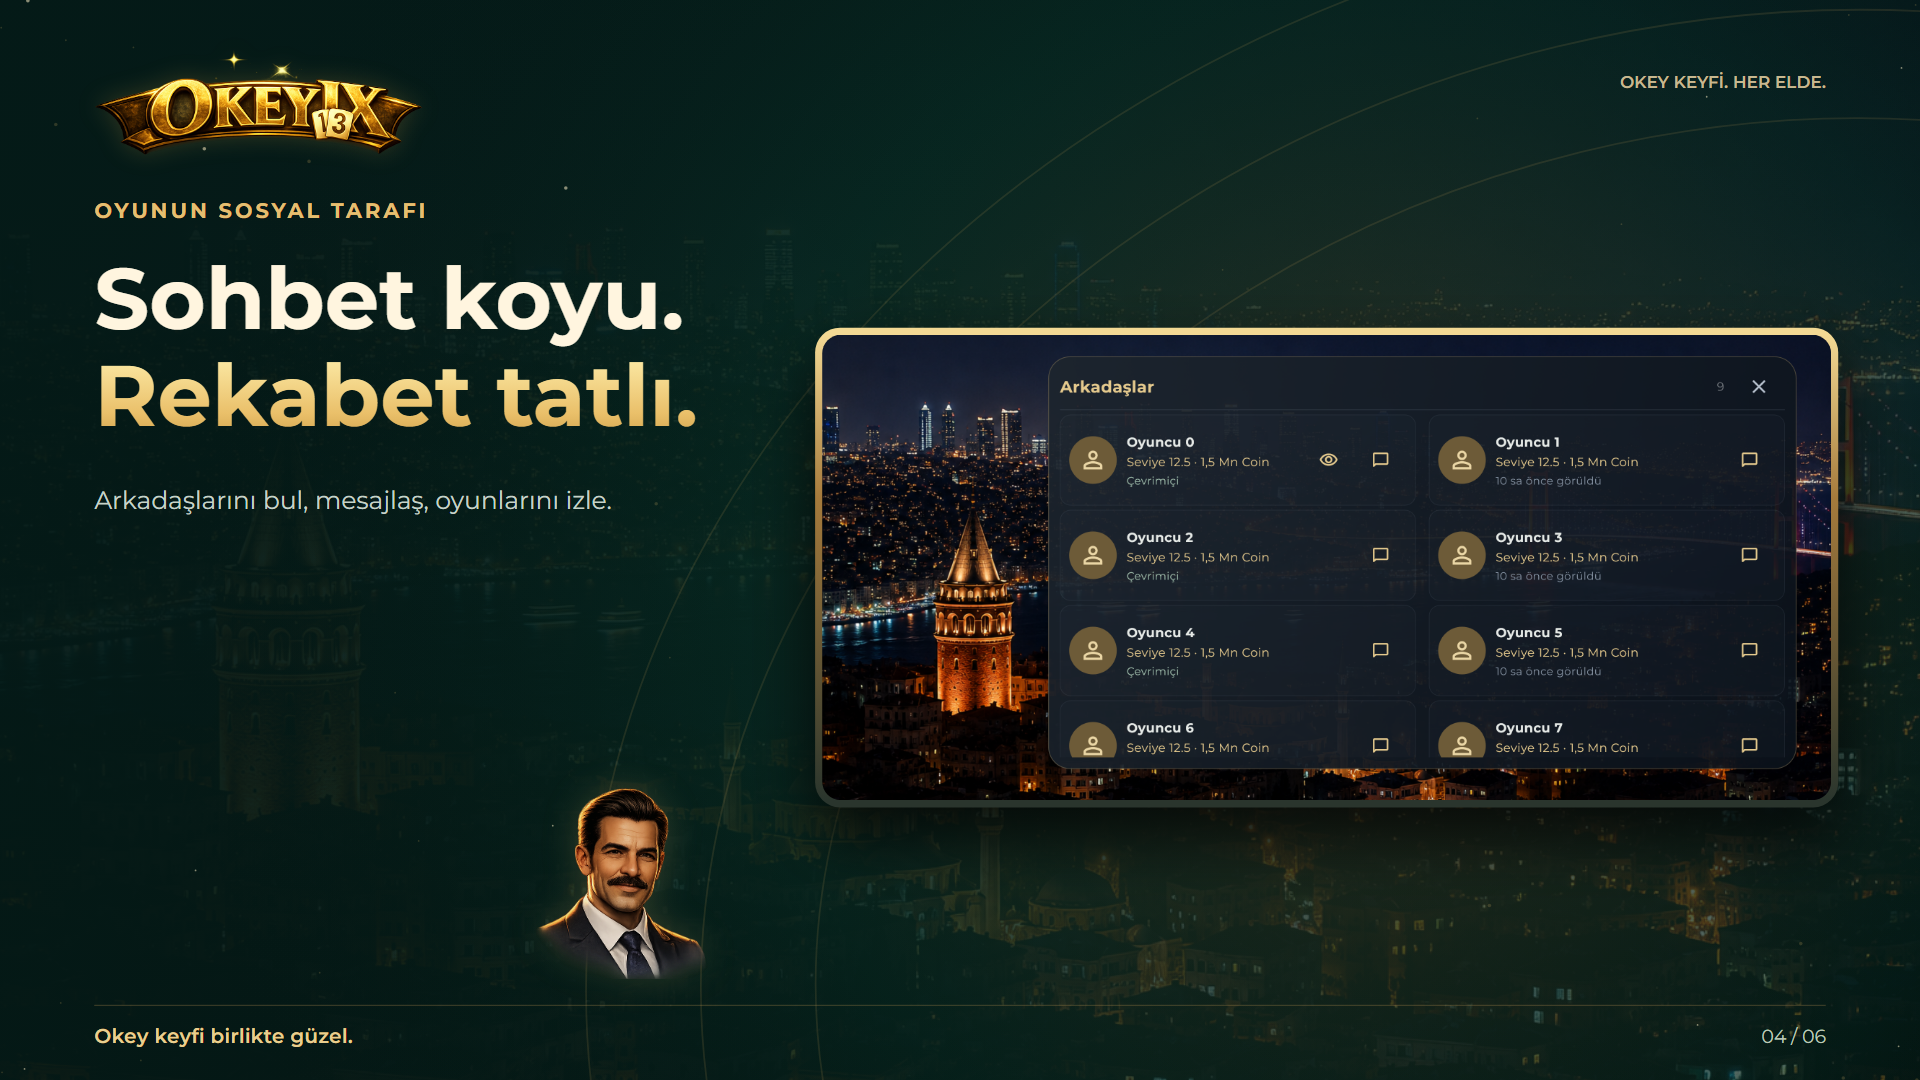 OKEYIX
13
OKEY KEYFİ. HER ELDE.
OYUNUN SOSYAL TARAFI
Sohbet koyu.
Rekabet tatlı.
Arkadaşlarını bul, mesajlaş, oyunlarını izle.
Arkadaşlar
9
Oyuncu 0
Seviye 12.5 · 1,5 Mn Coin
Çevrimiçi
Oyuncu 1
Seviye 12.5 · 1,5 Mn Coin
10 sa önce görüldü
Oyuncu 2
Seviye 12.5 · 1,5 Mn Coin
Çevrimiçi
Oyuncu 3
Seviye 12.5 · 1,5 Mn Coin
10 sa önce görüldü
Oyuncu 4
Seviye 12.5 · 1,5 Mn Coin
Çevrimiçi
Oyuncu 5
Seviye 12.5 · 1,5 Mn Coin
10 sa önce görüldü
Oyuncu 6
Seviye 12.5 · 1,5 Mn Coin
Oyuncu 7
Seviye 12.5 · 1,5 Mn Coin
Okey keyfi birlikte güzel.
04 / 06